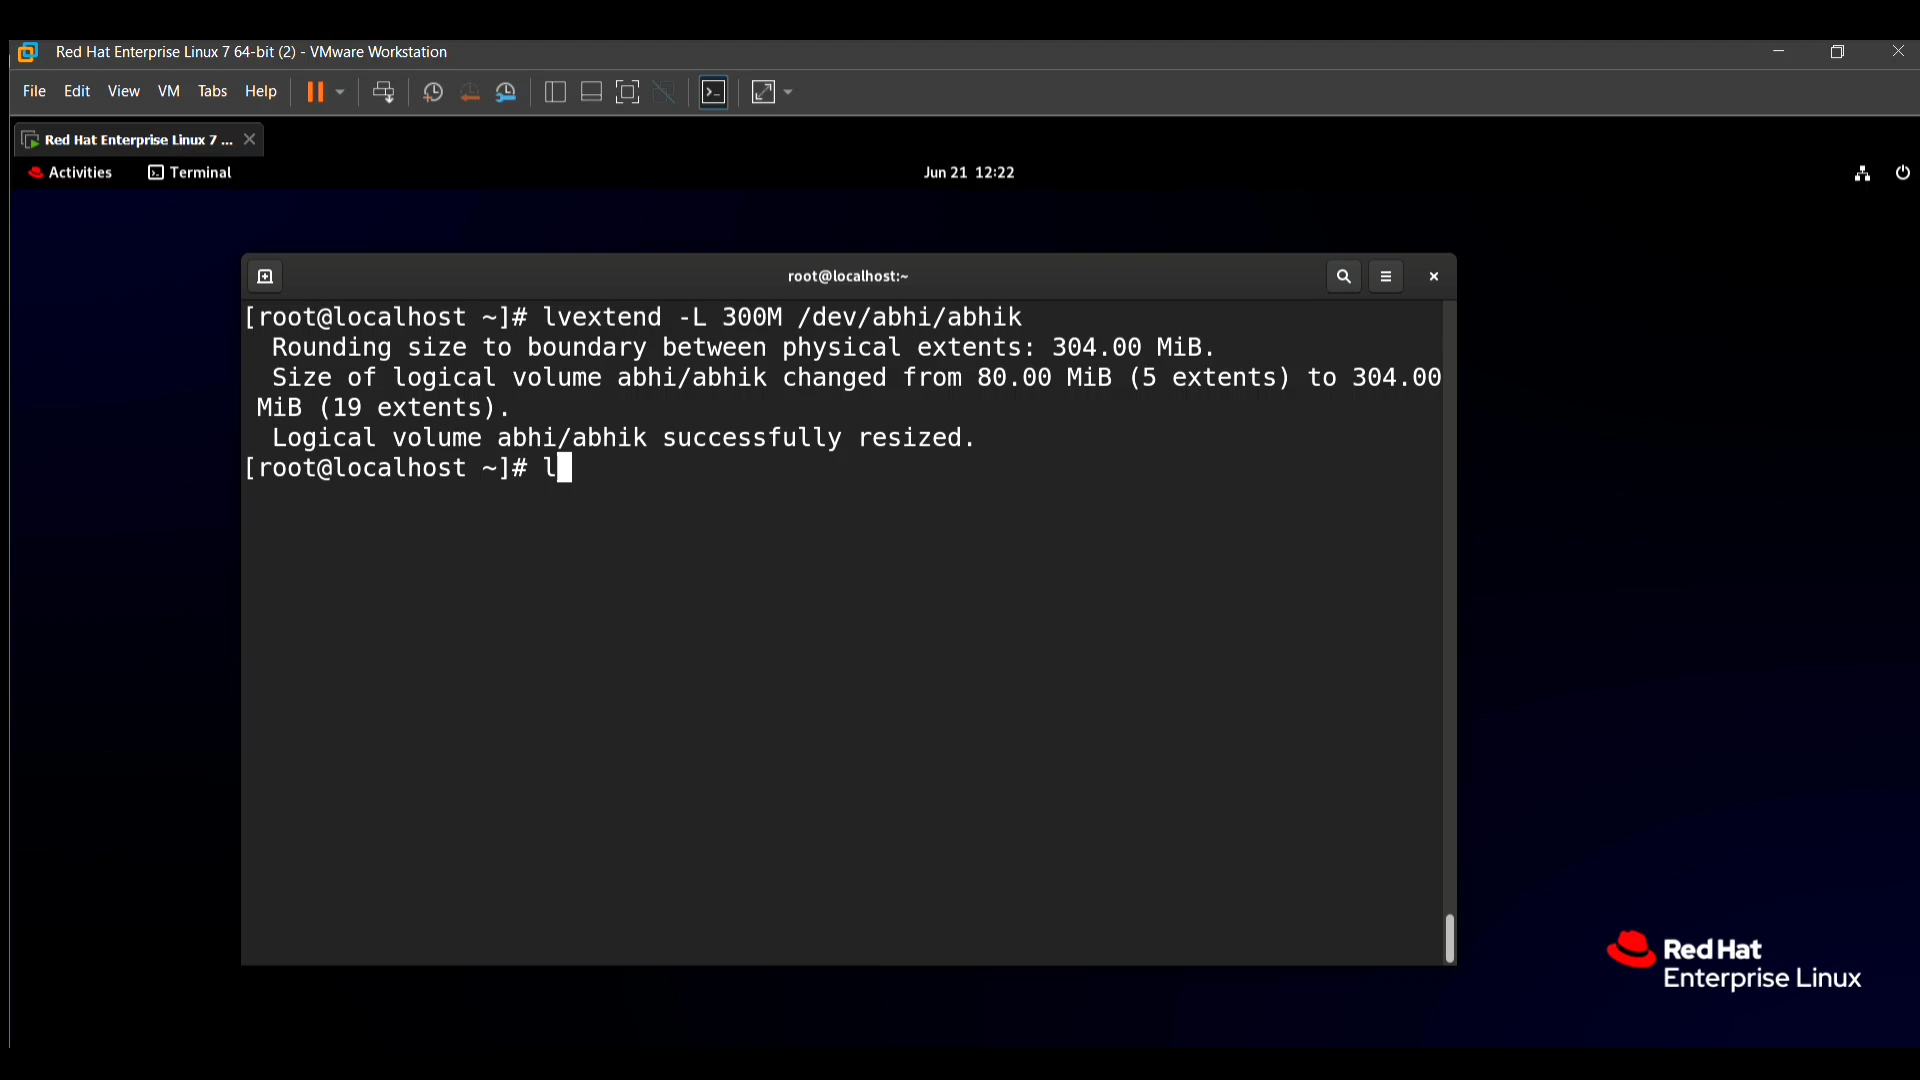 Red Hat Enterprise Linux 7 64-bit (2) - VMware Workstation
File Edit View VM Tabs Help
Red Hat Enterprise Linux 7 ...
Activities Terminal Jun 21 12:22
root@localhost:~
[root@localhost ~]# lvextend -L 300M /dev/abhi/abhik
Rounding size to boundary between physical extents: 304.00 MiB.
Size of logical volume abhi/abhik changed from 80.00 MiB (5 extents) to 304.00
MiB (19 extents).
Logical volume abhi/abhik successfully resized.
[root@localhost ~]# l
Red Hat
Enterprise Linux